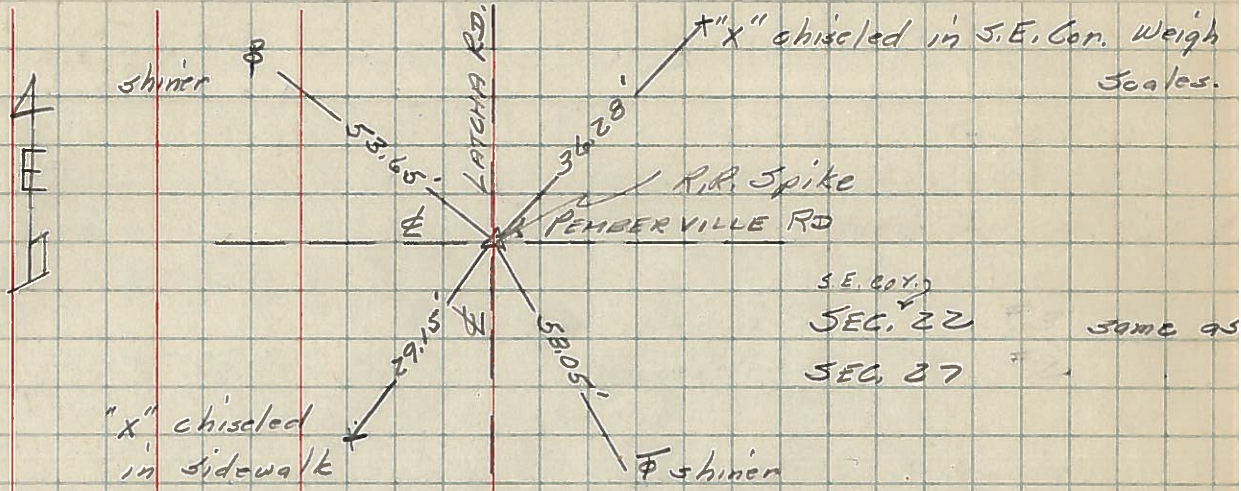 "X" chiseled in S.E. Cor. Weigh
Scales.
shiner
LATCHA RD.
53.65'
36.28'
R.R. Spike
PEMBERVILLE RD
℄
S.E. Cor.
SEC. 22
same as
SEC. 27
29.15'
℄
58.05'
"X" chiseled
in sidewalk
shiner